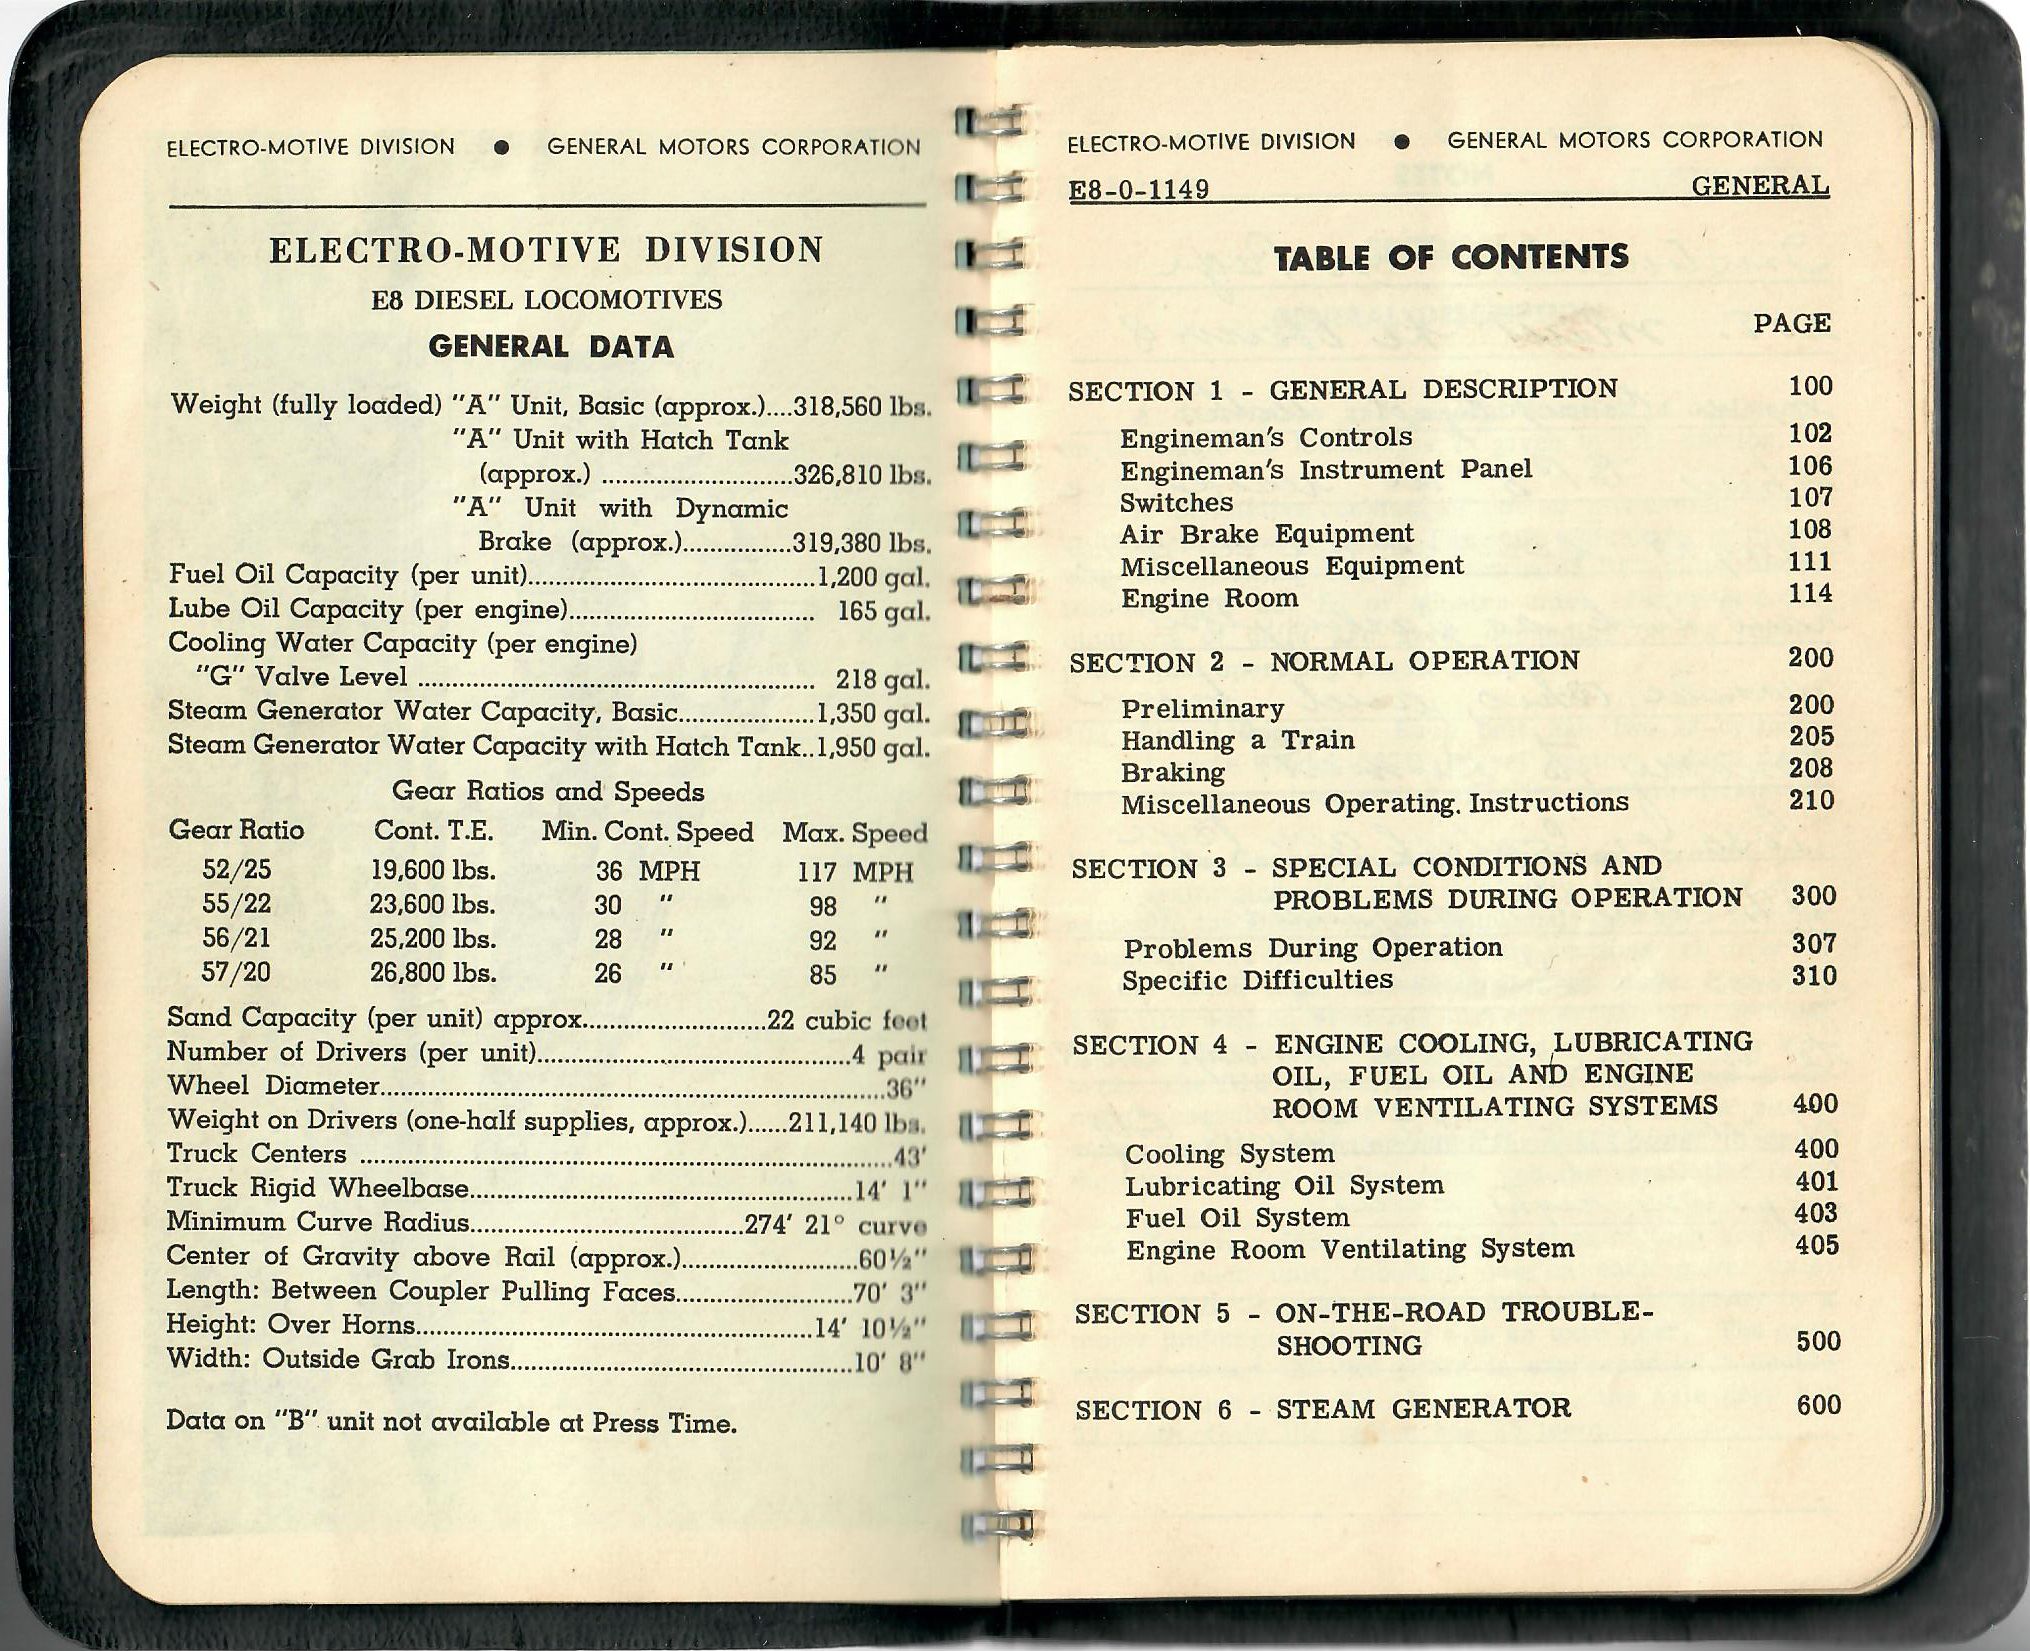 ELECTRO-MOTIVE DIVISION ● GENERAL MOTORS CORPORATION
ELECTRO-MOTIVE DIVISION
E8 DIESEL LOCOMOTIVES
GENERAL DATA
Weight (fully loaded) "A" Unit, Basic (approx.)....318,560 lbs.
"A" Unit with Hatch Tank
(approx.) ............................326,810 lbs.
"A" Unit with Dynamic
Brake (approx.)................319,380 lbs.
Fuel Oil Capacity (per unit)..........................................1,200 gal.
Lube Oil Capacity (per engine).................................... 165 gal.
Cooling Water Capacity (per engine)
"G" Valve Level .......................................................... 218 gal.
Steam Generator Water Capacity, Basic....................1,350 gal.
Steam Generator Water Capacity with Hatch Tank..1,950 gal.
Gear Ratios and Speeds
Gear Ratio Cont. T.E. Min. Cont. Speed Max. Speed
52/25 19,600 lbs. 36 MPH 117 MPH
55/22 23,600 lbs. 30 " 98 "
56/21 25,200 lbs. 28 " 92 "
57/20 26,800 lbs. 26 " 85 "
Sand Capacity (per unit) approx...........................22 cubic feet
Number of Drivers (per unit)..............................................4 pair
Wheel Diameter..........................................................................36"
Weight on Drivers (one-half supplies, approx.)......211,140 lbs.
Truck Centers ..............................................................................43'
Truck Rigid Wheelbase........................................................14' 1"
Minimum Curve Radius........................................274' 21° curve
Center of Gravity above Rail (approx.)..........................60½"
Length: Between Coupler Pulling Faces..........................70' 3"
Height: Over Horns..........................................................14' 10½"
Width: Outside Grab Irons..................................................10' 8"
Data on "B" unit not available at Press Time.
ELECTRO-MOTIVE DIVISION ● GENERAL MOTORS CORPORATION
E8-0-1149 GENERAL
TABLE OF CONTENTS
PAGE
SECTION 1 - GENERAL DESCRIPTION 100
Engineman's Controls 102
Engineman's Instrument Panel 106
Switches 107
Air Brake Equipment 108
Miscellaneous Equipment 111
Engine Room 114
SECTION 2 - NORMAL OPERATION 200
Preliminary 200
Handling a Train 205
Braking 208
Miscellaneous Operating. Instructions 210
SECTION 3 - SPECIAL CONDITIONS AND
PROBLEMS DURING OPERATION 300
Problems During Operation 307
Specific Difficulties 310
SECTION 4 - ENGINE COOLING, LUBRICATING
OIL, FUEL OIL AND ENGINE
ROOM VENTILATING SYSTEMS 400
Cooling System 400
Lubricating Oil System 401
Fuel Oil System 403
Engine Room Ventilating System 405
SECTION 5 - ON-THE-ROAD TROUBLE-
SHOOTING 500
SECTION 6 - STEAM GENERATOR 600